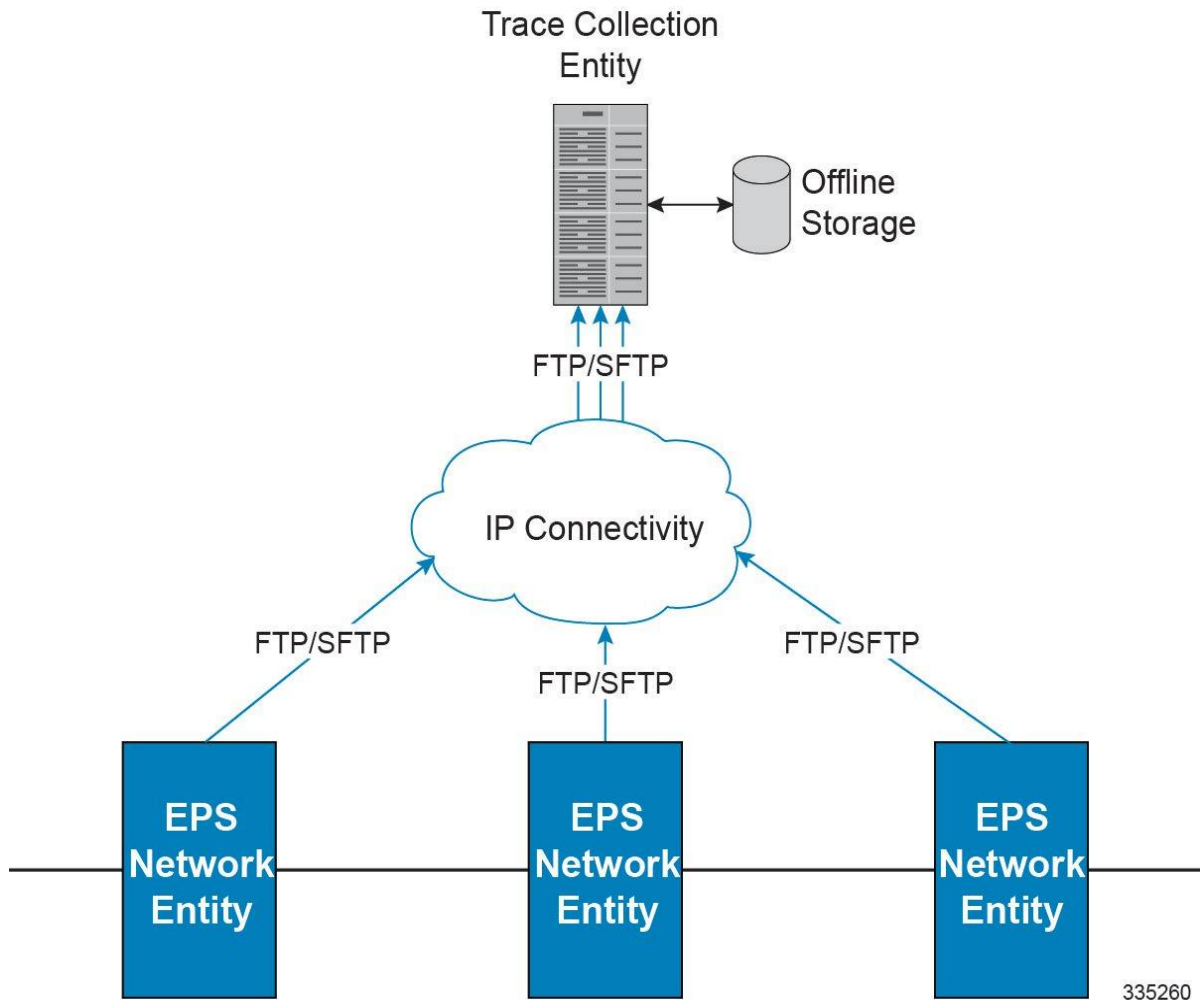 Trace Collection
Entity
Offline
Storage
FTP/SFTP
IP Connectivity
FTP/SFTP
FTP/SFTP
FTP/SFTP
EPS
Network
Entity
EPS
Network
Entity
EPS
Network
Entity
335260